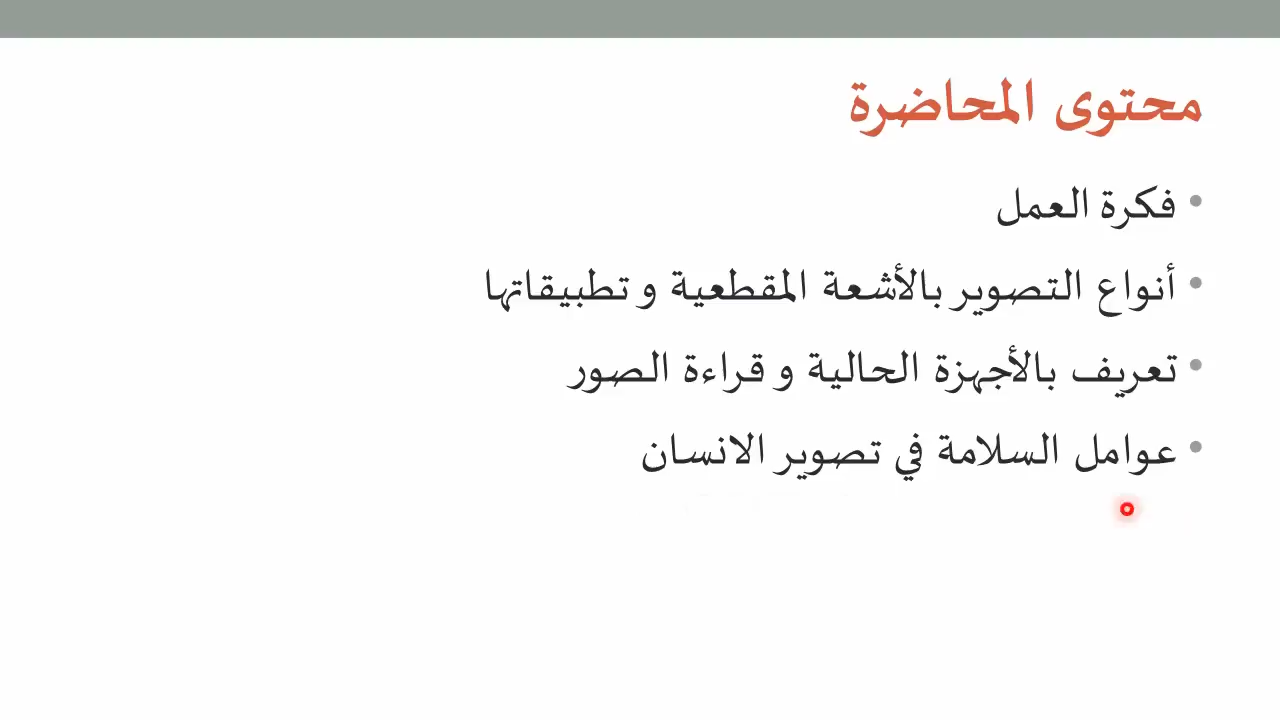 محتوى المحاضرة
• فكرة العمل
• أنواع التصوير بالأشعة المقطعية و تطبيقاتها
• تعريف بالأجهزة الحالية و قراءة الصور
• عوامل السلامة في تصوير الانسان